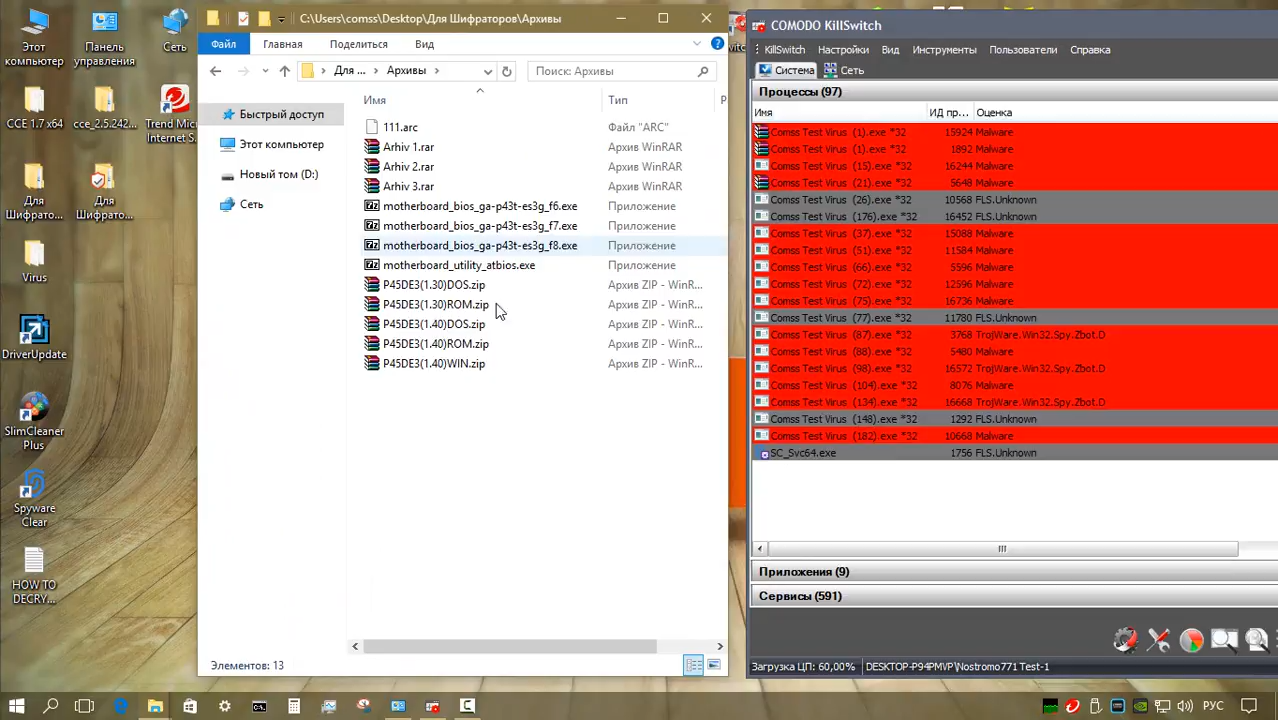 Этот
компьютер
Панель
управления
Сеть
CCE 1.7 x64
cce_2.5.242...
Trend Micr
Internet S...
Для
Шифрато...
Для
Шифрато...
Virus
DriverUpdate
SlimCleaner
Plus
Spyware
Clear
HOW TO
DECRY...
C:\Users\comss\Desktop\Для Шифраторов\Архивы
Файл Главная Поделиться Вид
Для ... Архивы Поиск: Архивы
Быстрый доступ
Этот компьютер
Новый том (D:)
Сеть
Имя Тип
111.arc Файл "ARC"
Arhiv 1.rar Архив WinRAR
Arhiv 2.rar Архив WinRAR
Arhiv 3.rar Архив WinRAR
motherboard_bios_ga-p43t-es3g_f6.exe Приложение
motherboard_bios_ga-p43t-es3g_f7.exe Приложение
motherboard_bios_ga-p43t-es3g_f8.exe Приложение
motherboard_utility_atbios.exe Приложение
P45DE3(1.30)DOS.zip Архив ZIP - WinR...
P45DE3(1.30)ROM.zip Архив ZIP - WinR...
P45DE3(1.40)DOS.zip Архив ZIP - WinR...
P45DE3(1.40)ROM.zip Архив ZIP - WinR...
P45DE3(1.40)WIN.zip Архив ZIP - WinR...
Элементов: 13
COMODO KillSwitch
KillSwitch Настройки Вид Инструменты Пользователи Справка
Система Сеть
Процессы (97)
Имя ИД пр... Оценка
Comss Test Virus (1).exe *32 15924 Malware
Comss Test Virus (1).exe *32 1892 Malware
Comss Test Virus (15).exe *32 16244 Malware
Comss Test Virus (21).exe *32 5648 Malware
Comss Test Virus (26).exe *32 10568 FLS.Unknown
Comss Test Virus (176).exe *32 16452 FLS.Unknown
Comss Test Virus (37).exe *32 15088 Malware
Comss Test Virus (51).exe *32 11584 Malware
Comss Test Virus (66).exe *32 5596 Malware
Comss Test Virus (72).exe *32 12596 Malware
Comss Test Virus (75).exe *32 16736 Malware
Comss Test Virus (77).exe *32 11780 FLS.Unknown
Comss Test Virus (87).exe *32 3768 TrojWare.Win32.Spy.Zbot.D
Comss Test Virus (88).exe *32 5480 Malware
Comss Test Virus (98).exe *32 16572 TrojWare.Win32.Spy.Zbot.D
Comss Test Virus (104).exe *32 8076 Malware
Comss Test Virus (134).exe *32 16668 TrojWare.Win32.Spy.Zbot.D
Comss Test Virus (148).exe *32 1292 FLS.Unknown
Comss Test Virus (182).exe *32 10668 Malware
SC_Svc64.exe 1756 FLS.Unknown
Приложения (9)
Сервисы (591)
Загрузка ЦП: 60,00% DESKTOP-P94PMVP\Nostromo771 Test-1
РУС